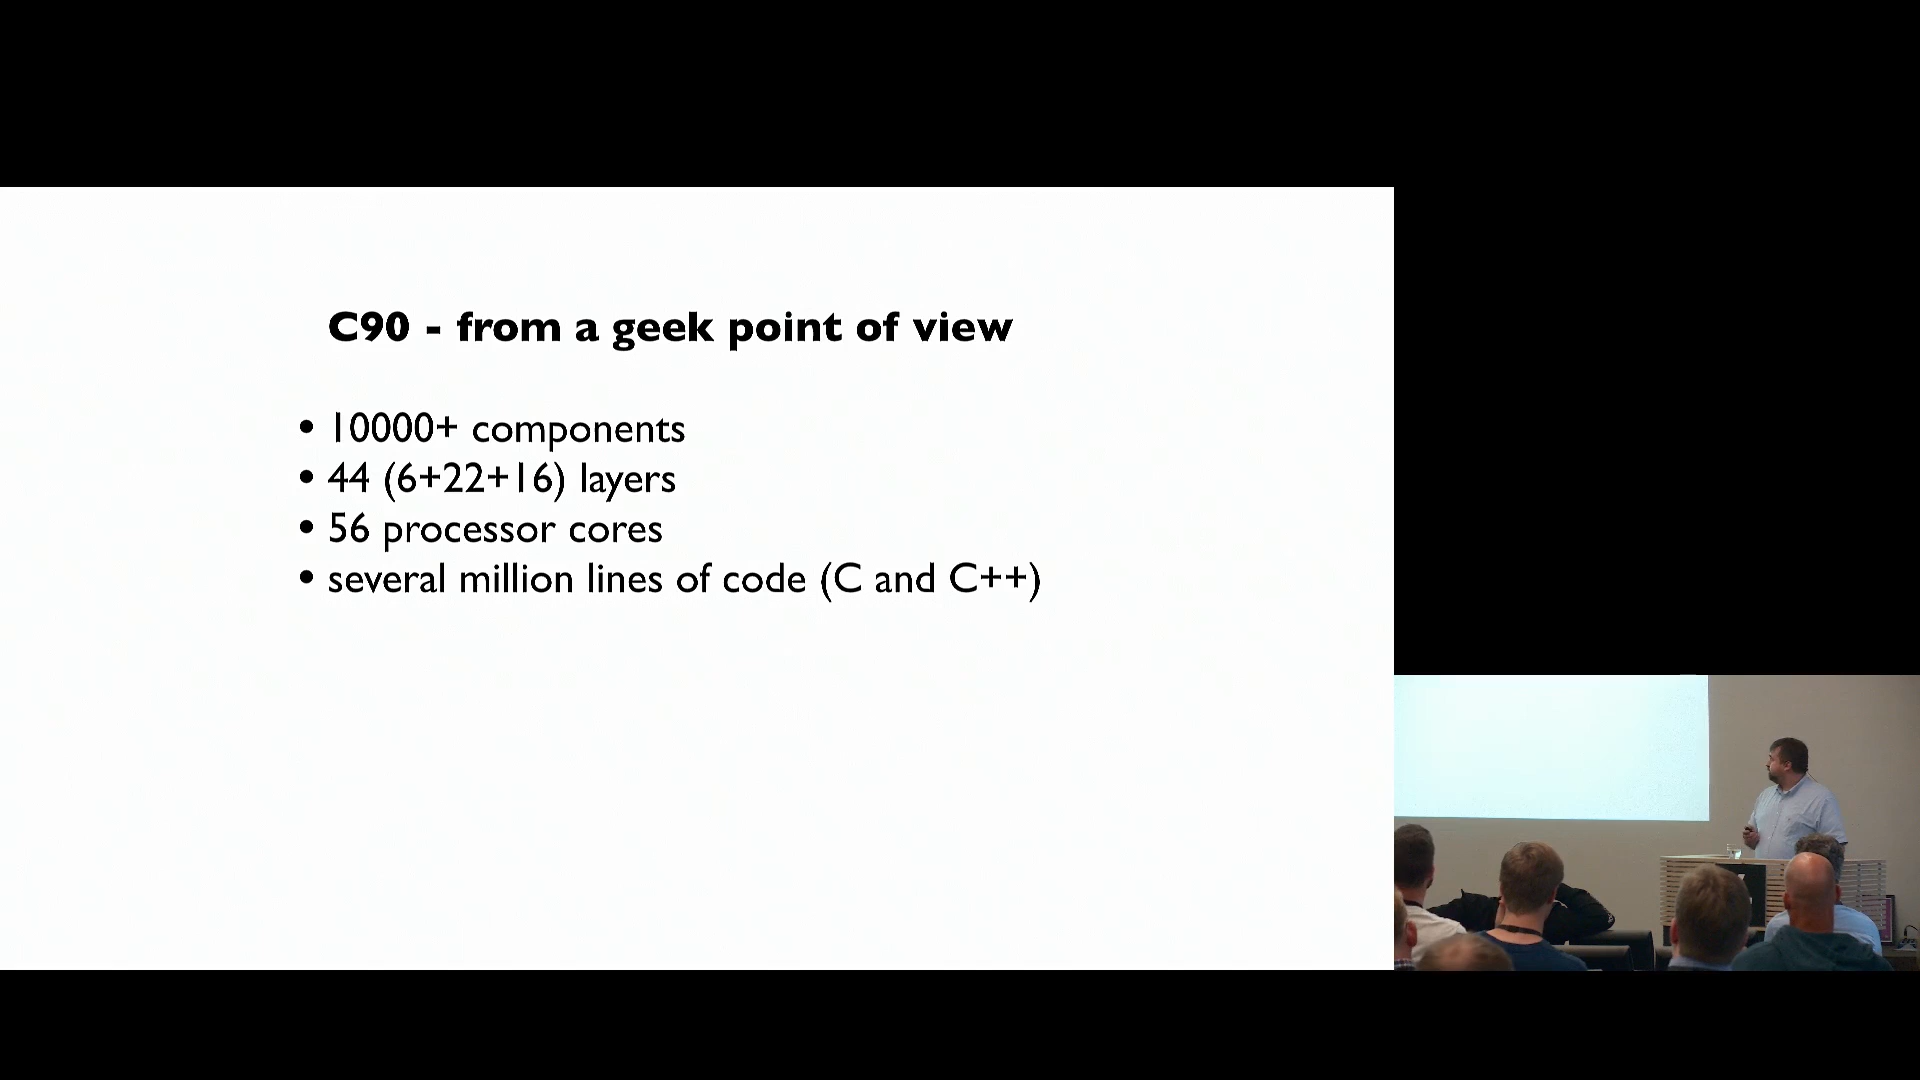 C90 - from a geek point of view
• 10000+ components
• 44 (6+22+16) layers
• 56 processor cores
• several million lines of code (C and C++)